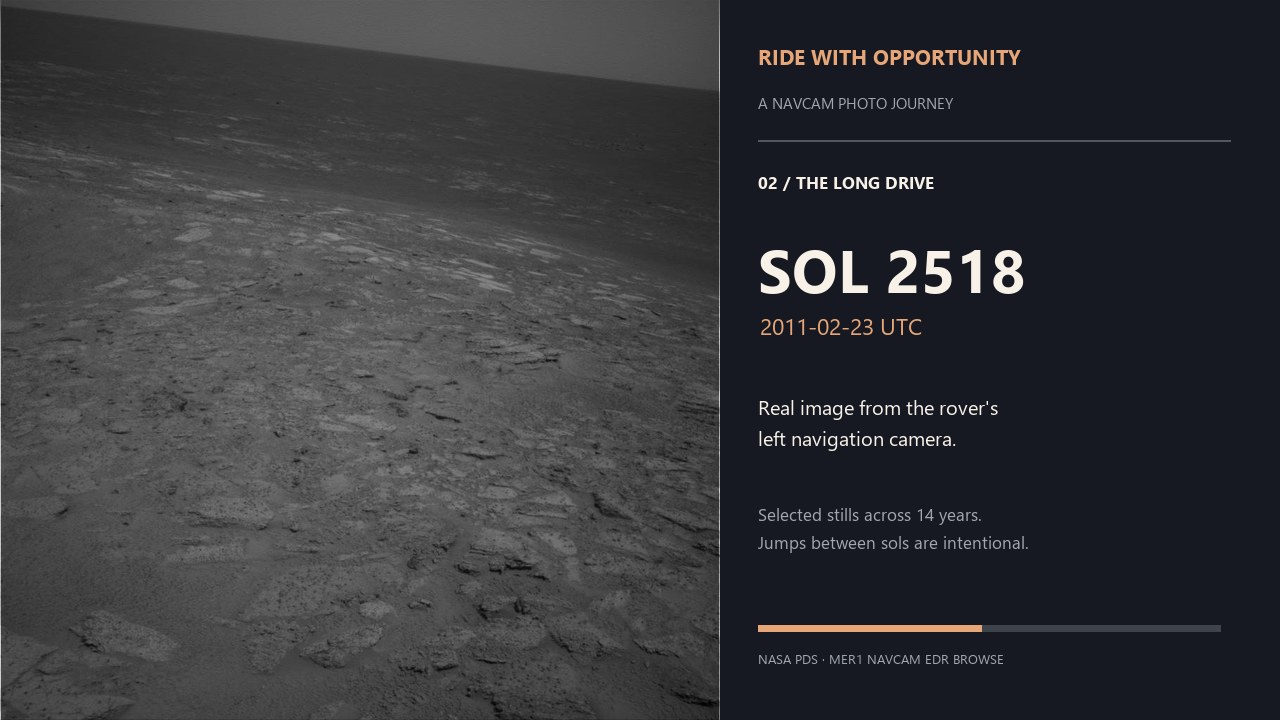 RIDE WITH OPPORTUNITY
A NAVCAM PHOTO JOURNEY
02 / THE LONG DRIVE
SOL 2518
2011-02-23 UTC
Real image from the rover's
left navigation camera.
Selected stills across 14 years.
Jumps between sols are intentional.
NASA PDS · MER1 NAVCAM EDR BROWSE